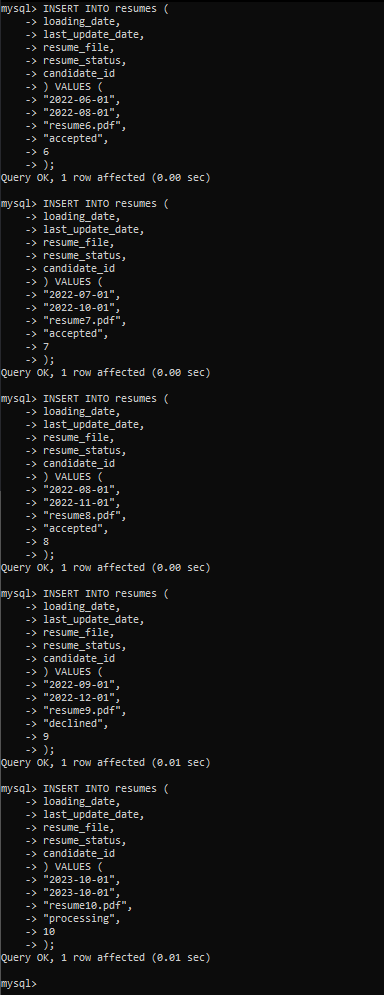 mysql> INSERT INTO resumes (
    -> loading_date,
    -> last_update_date,
    -> resume_file,
    -> resume_status,
    -> candidate_id
    -> ) VALUES (
    -> "2022-06-01",
    -> "2022-08-01",
    -> "resume6.pdf",
    -> "accepted",
    -> 6
    -> );
Query OK, 1 row affected (0.00 sec)

mysql> INSERT INTO resumes (
    -> loading_date,
    -> last_update_date,
    -> resume_file,
    -> resume_status,
    -> candidate_id
    -> ) VALUES (
    -> "2022-07-01",
    -> "2022-10-01",
    -> "resume7.pdf",
    -> "accepted",
    -> 7
    -> );
Query OK, 1 row affected (0.00 sec)

mysql> INSERT INTO resumes (
    -> loading_date,
    -> last_update_date,
    -> resume_file,
    -> resume_status,
    -> candidate_id
    -> ) VALUES (
    -> "2022-08-01",
    -> "2022-11-01",
    -> "resume8.pdf",
    -> "accepted",
    -> 8
    -> );
Query OK, 1 row affected (0.00 sec)

mysql> INSERT INTO resumes (
    -> loading_date,
    -> last_update_date,
    -> resume_file,
    -> resume_status,
    -> candidate_id
    -> ) VALUES (
    -> "2022-09-01",
    -> "2022-12-01",
    -> "resume9.pdf",
    -> "declined",
    -> 9
    -> );
Query OK, 1 row affected (0.01 sec)

mysql> INSERT INTO resumes (
    -> loading_date,
    -> last_update_date,
    -> resume_file,
    -> resume_status,
    -> candidate_id
    -> ) VALUES (
    -> "2023-10-01",
    -> "2023-10-01",
    -> "resume10.pdf",
    -> "processing",
    -> 10
    -> );
Query OK, 1 row affected (0.01 sec)

mysql>